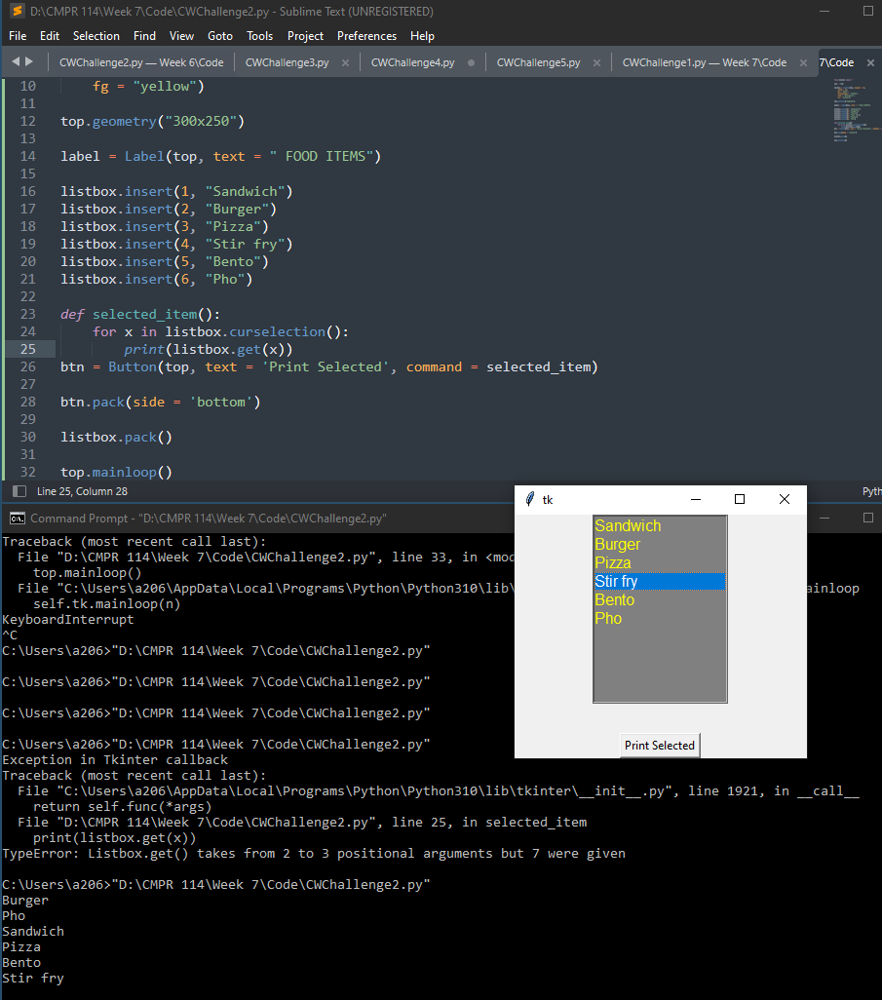 D:\CMPR 114\Week 7\Code\CWChallenge2.py - Sublime Text (UNREGISTERED)
File Edit Selection Find View Goto Tools Project Preferences Help
CWChallenge2.py — Week 6\Code CWChallenge3.py CWChallenge4.py CWChallenge5.py CWChallenge1.py — Week 7\Code 7\Code
10 fg = "yellow")
11
12 top.geometry("300x250")
13
14 label = Label(top, text = " FOOD ITEMS")
15
16 listbox.insert(1, "Sandwich")
17 listbox.insert(2, "Burger")
18 listbox.insert(3, "Pizza")
19 listbox.insert(4, "Stir fry")
20 listbox.insert(5, "Bento")
21 listbox.insert(6, "Pho")
22
23 def selected_item():
24 for x in listbox.curselection():
25 print(listbox.get(x))
26 btn = Button(top, text = 'Print Selected', command = selected_item)
27
28 btn.pack(side = 'bottom')
29
30 listbox.pack()
31
32 top.mainloop()
Line 25, Column 28 Pyth
Command Prompt - "D:\CMPR 114\Week 7\Code\CWChallenge2.py"
Traceback (most recent call last):
File "D:\CMPR 114\Week 7\Code\CWChallenge2.py", line 33, in <mod
top.mainloop()
File "C:\Users\a206\AppData\Local\Programs\Python\Python310\lib\ ainloop
self.tk.mainloop(n)
KeyboardInterrupt
^C
C:\Users\a206>"D:\CMPR 114\Week 7\Code\CWChallenge2.py"
C:\Users\a206>"D:\CMPR 114\Week 7\Code\CWChallenge2.py"
C:\Users\a206>"D:\CMPR 114\Week 7\Code\CWChallenge2.py"
C:\Users\a206>"D:\CMPR 114\Week 7\Code\CWChallenge2.py"
Exception in Tkinter callback
Traceback (most recent call last):
File "C:\Users\a206\AppData\Local\Programs\Python\Python310\lib\tkinter\__init__.py", line 1921, in __call__
return self.func(*args)
File "D:\CMPR 114\Week 7\Code\CWChallenge2.py", line 25, in selected_item
print(listbox.get(x))
TypeError: Listbox.get() takes from 2 to 3 positional arguments but 7 were given
C:\Users\a206>"D:\CMPR 114\Week 7\Code\CWChallenge2.py"
Burger
Pho
Sandwich
Pizza
Bento
Stir fry
tk
Sandwich
Burger
Pizza
Stir fry
Bento
Pho
Print Selected